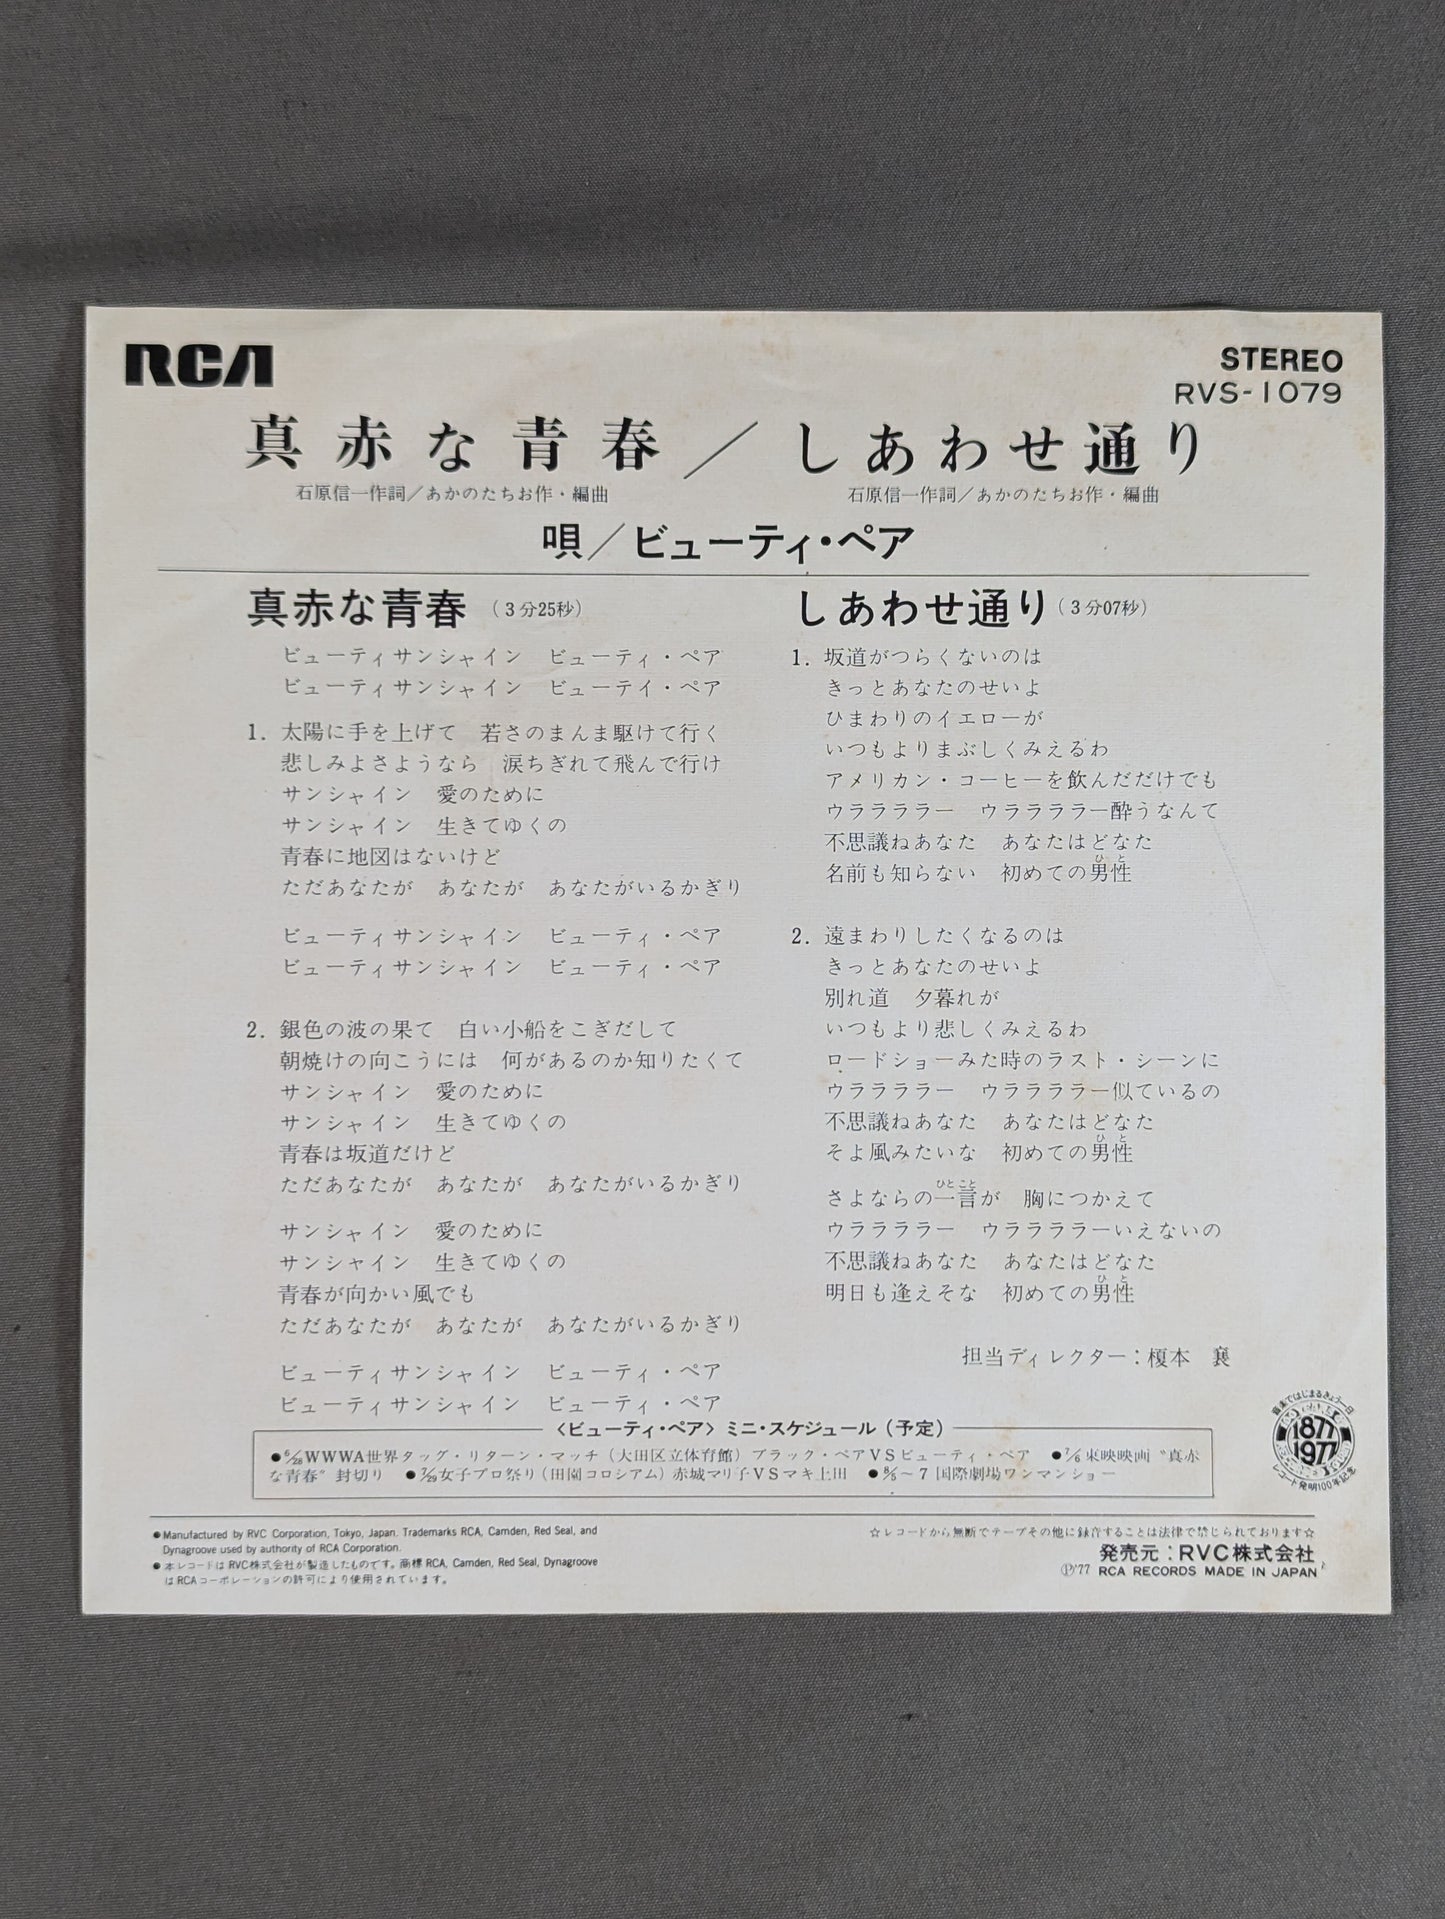 RCA
STEREO
RVS-1079
真赤な青春／しあわせ通り
石原信一作詞／あかのたちお作・編曲
石原信一作詞／あかのたちお作・編曲
唄／ビューティ・ペア
真赤な青春（3分25秒）
ビューティサンシャイン　ビューティ・ペア
ビューティサンシャイン　ビューテイ・ペア
1. 太陽に手を上げて　若さのまんま駆けて行く
悲しみよさようなら　涙ちぎれて飛んで行け
サンシャイン　愛のために
サンシャイン　生きてゆくの
青春に地図はないけど
ただあなたが　あなたが　あなたがいるかぎり
ビューティサンシャイン　ビューティ・ペア
ビューティサンシャイン　ビューティ・ペア
2. 銀色の波の果て　白い小船をこぎだして
朝焼けの向こうには　何があるのか知りたくて
サンシャイン　愛のために
サンシャイン　生きてゆくの
青春は坂道だけど
ただあなたが　あなたが　あなたがいるかぎり
サンシャイン　愛のために
サンシャイン　生きてゆくの
青春が向かい風でも
ただあなたが　あなたが　あなたがいるかぎり
ビューティサンシャイン　ビューティ・ペア
ビューティサンシャイン　ビューティ・ペア
しあわせ通り（3分07秒）
1. 坂道がつらくないのは
きっとあなたのせいよ
ひまわりのイエローが
いつもよりまぶしくみえるわ
アメリカン・コーヒーを飲んだだけでも
ウラララララー　ウラララララー酔うなんて
不思議ねあなた　あなたはどなた
名前も知らない　初めての男性
ひと
2. 遠まわりしたくなるのは
きっとあなたのせいよ
別れ道　夕暮れが
いつもより悲しくみえるわ
ロードショーみた時のラスト・シーンに
ウラララララー　ウラララララー似ているの
不思議ねあなた　あなたはどなた
そよ風みたいな　初めての男性
ひと
さよならの一言が　胸につかえて
ひとこと
ウラララララー　ウラララララーいえないの
不思議ねあなた　あなたはどなた
明日も逢えそな　初めての男性
ひと
担当ディレクター：榎本　襄
〈ビューティ・ペア〉ミニ・スケジュール（予定）
●6/26WWWA世界タッグ・リターン・マッチ（大田区立体育館）ブラック・ペアVSビューティ・ペア　●7/6東映映画“真赤
な青春”封切り　●7/29女子プロ祭り（田園コロシアム）赤城マリ子VSマキ上田　●8/5〜7国際劇場ワンマンショー
1877
1977
レコード発明100年記念
●Manufactured by RVC Corporation, Tokyo, Japan. Trademarks RCA, Camden, Red Seal, and
Dynagroove used by authority of RCA Corporation.
●本レコードはRVC株式会社が製造したものです。商標RCA, Camden, Red Seal, Dynagroove
はRCAコーポレーションの許可により使用されています。
☆レコードから無断でテープその他に録音することは法律で禁じられております☆
発売元：RVC株式会社
Ⓟ'77 RCA RECORDS MADE IN JAPAN